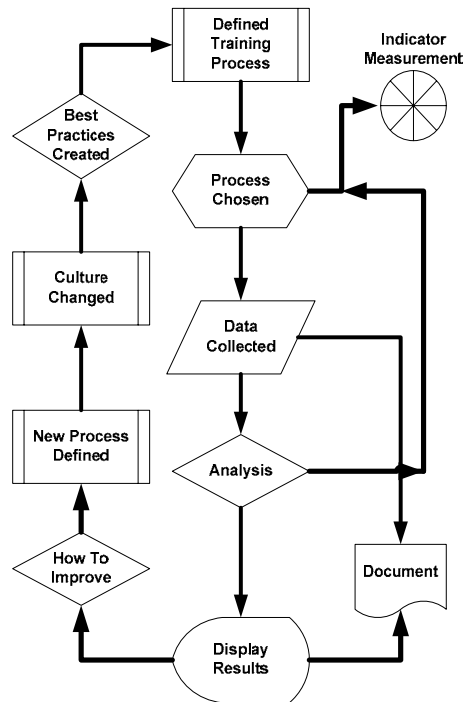 Defined
Training
Process
Indicator
Measurement
Best
Practices
Created
Process
Chosen
Culture
Changed
Data
Collected
New Process
Defined
Analysis
How To
Improve
Document
Display
Results